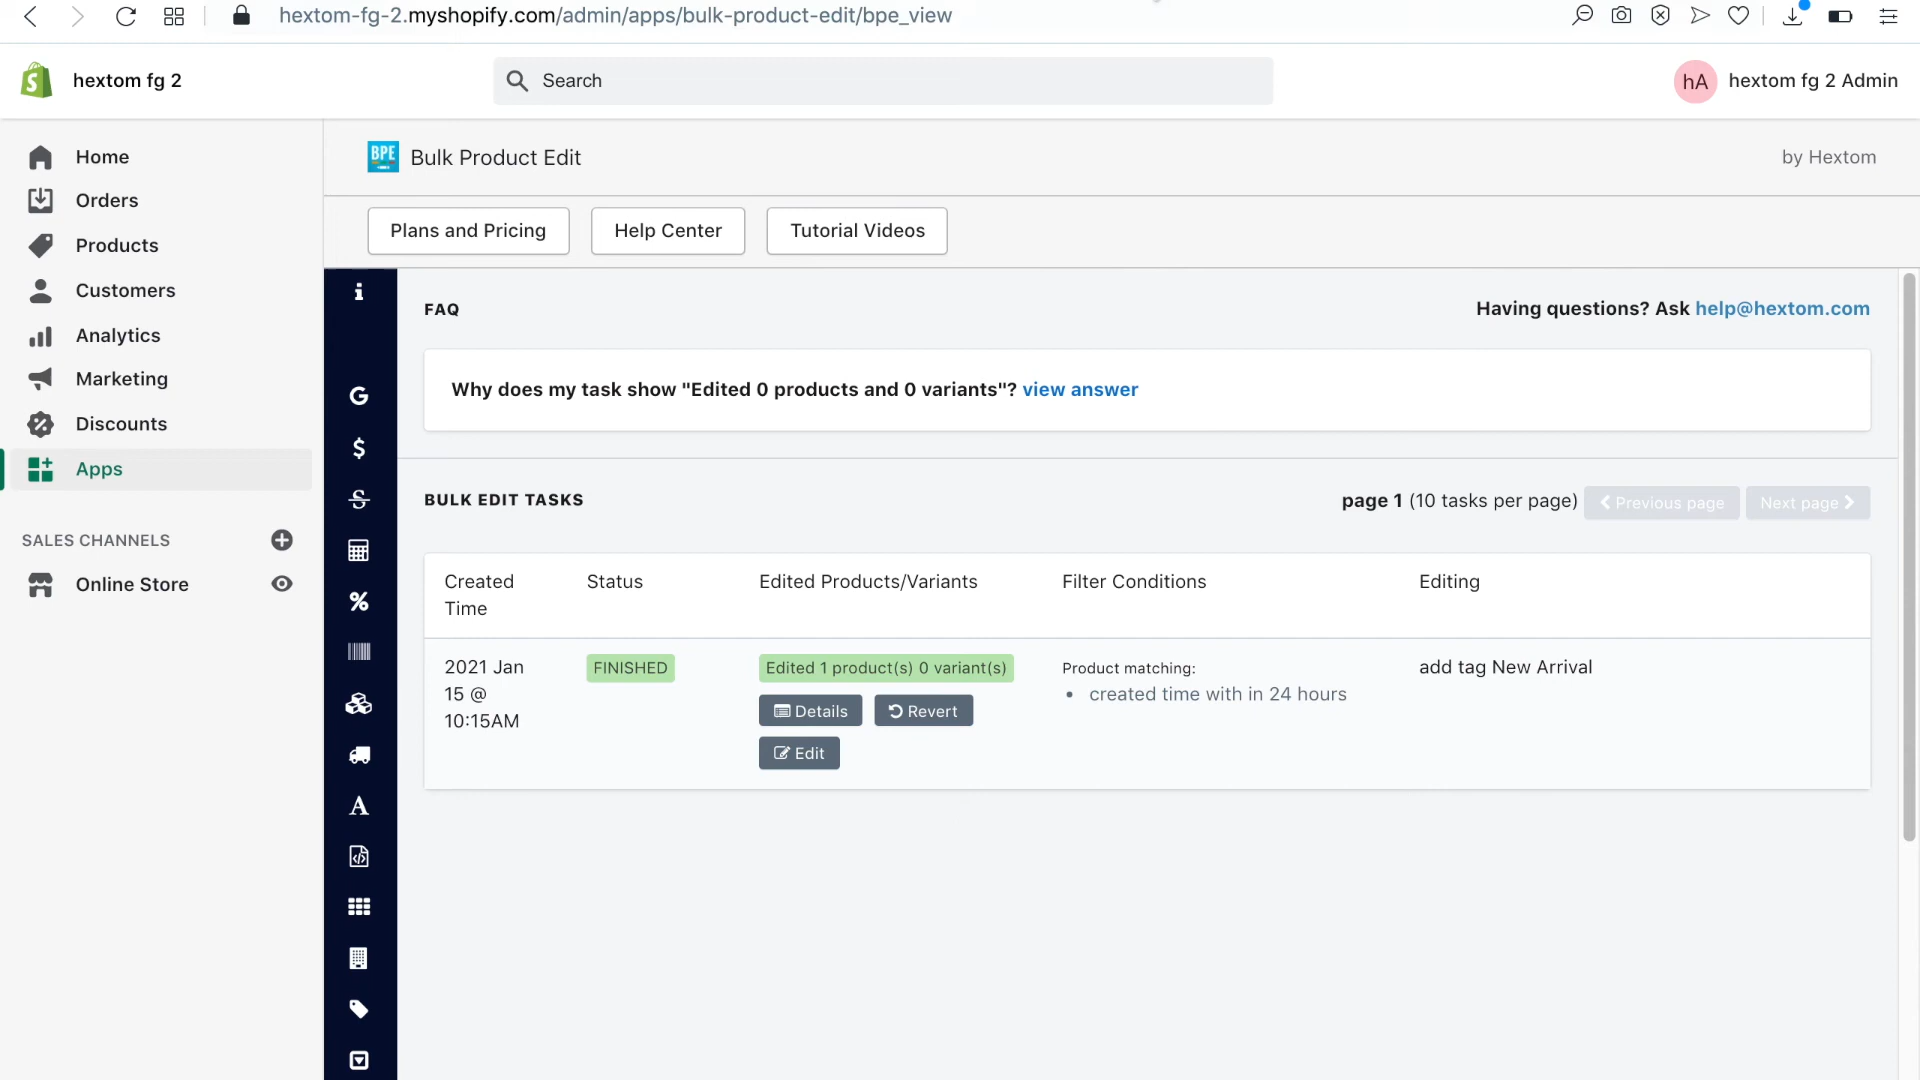 hextom-fg-2.myshopify.com/admin/apps/bulk-product-edit/bpe_view
hextom fg 2
Search
hA
hextom fg 2 Admin
Home
Orders
Products
Customers
Analytics
Marketing
Discounts
Apps
SALES CHANNELS
Online Store
BPE
Bulk Product Edit
by Hextom
Plans and Pricing
Help Center
Tutorial Videos
FAQ
Having questions? Ask help@hextom.com
Why does my task show "Edited 0 products and 0 variants"? view answer
BULK EDIT TASKS
page 1 (10 tasks per page)
Previous page
Next page
Created Time
Status
Edited Products/Variants
Filter Conditions
Editing
2021 Jan
15 @
10:15AM
FINISHED
Edited 1 product(s) 0 variant(s)
Details
Revert
Edit
Product matching:
• created time with in 24 hours
add tag New Arrival